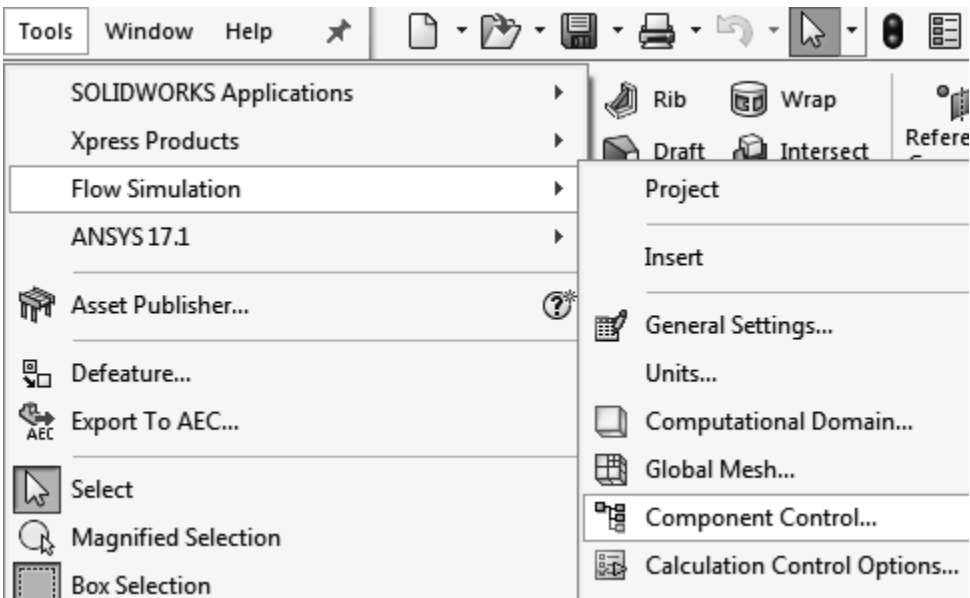 Tools Window Help
SOLIDWORKS Applications
Xpress Products
Flow Simulation
ANSYS 17.1
Asset Publisher...
Defeature...
Export To AEC...
AEC
Select
Magnified Selection
Box Selection
Rib Wrap
Draft Intersect
Refere
Project
Insert
General Settings...
Units...
Computational Domain...
Global Mesh...
Component Control...
Calculation Control Options...